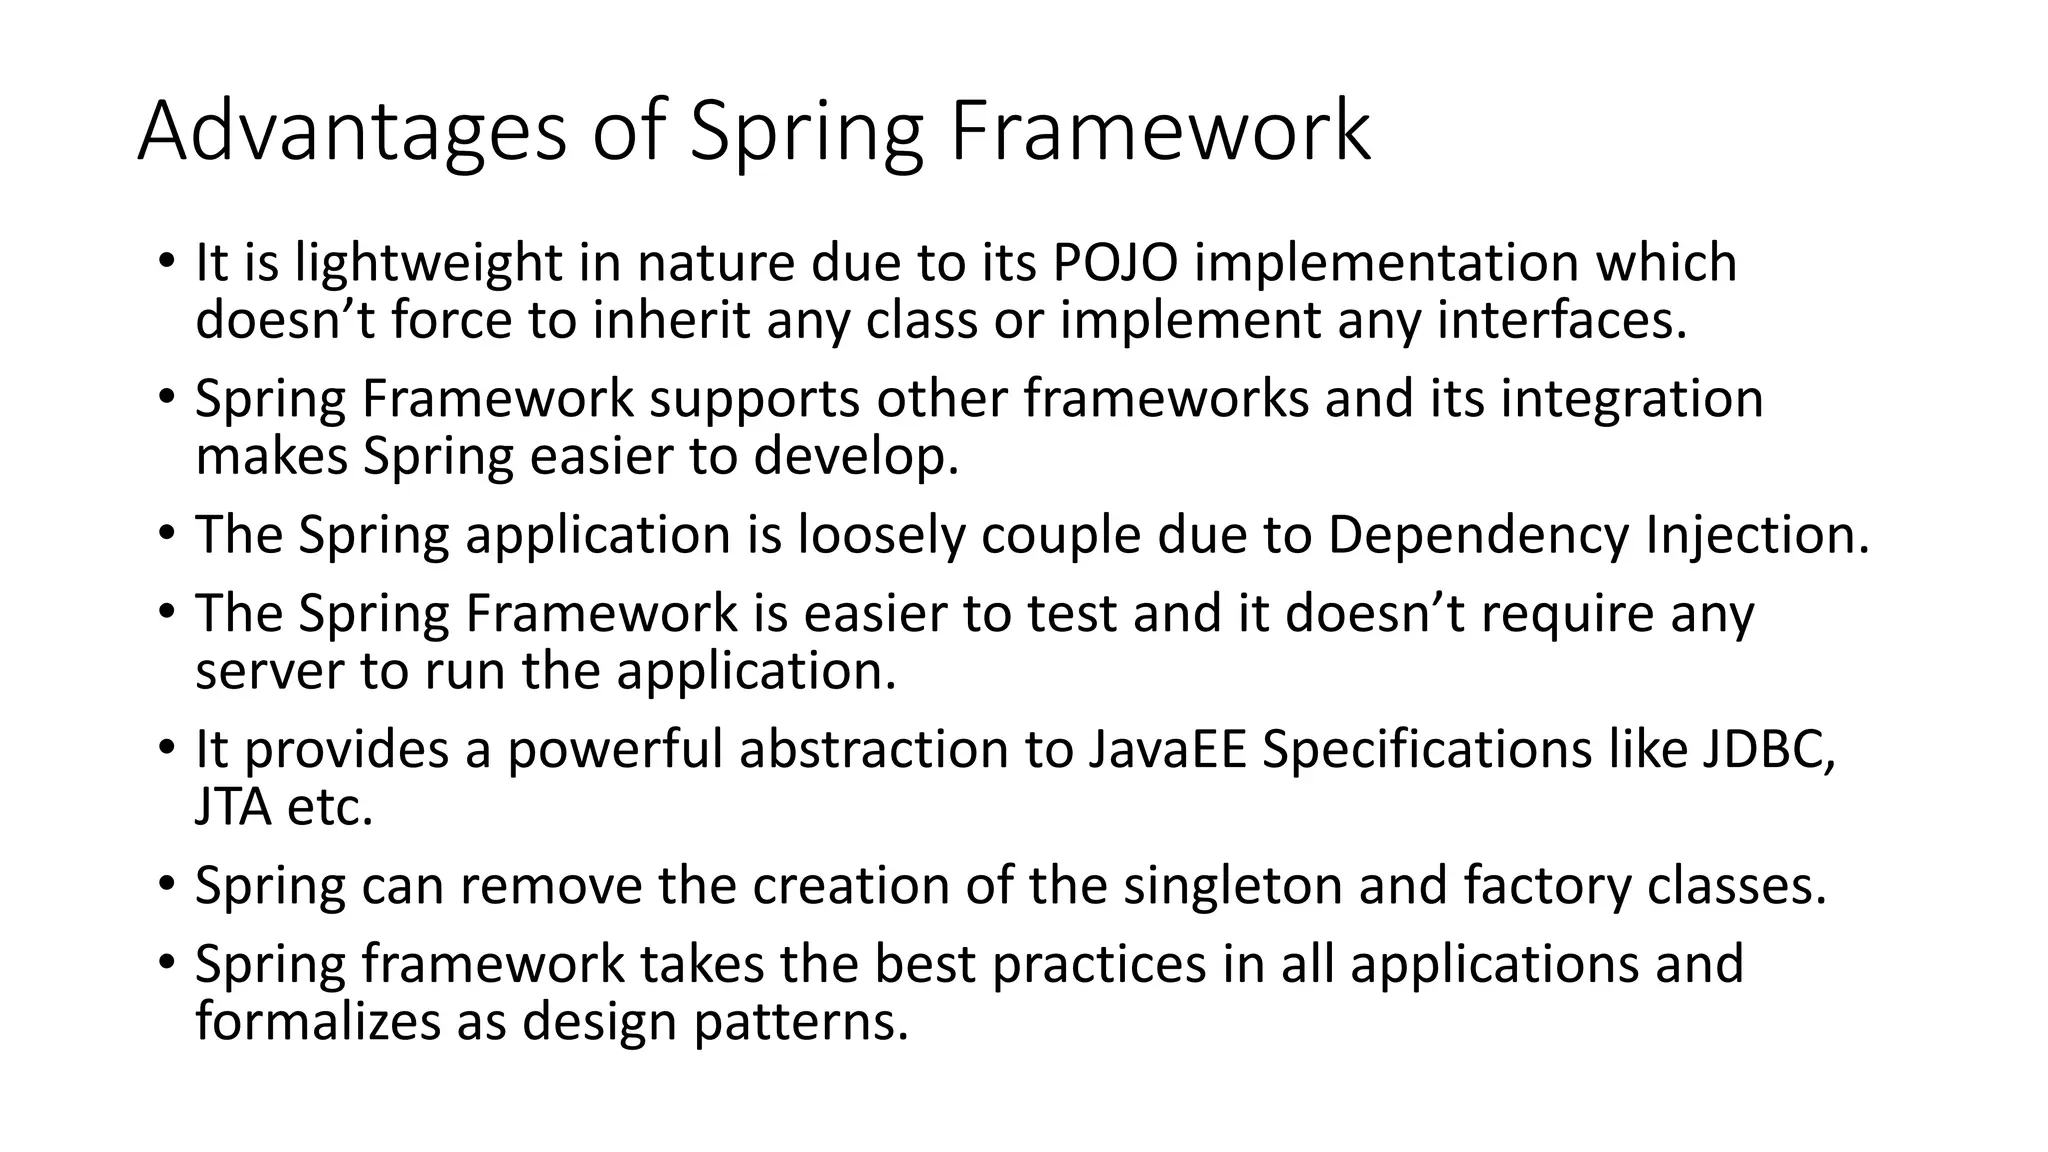 Advantages of Spring Framework
• It is lightweight in nature due to its POJO implementation which
doesn’t force to inherit any class or implement any interfaces.
• Spring Framework supports other frameworks and its integration
makes Spring easier to develop.
• The Spring application is loosely couple due to Dependency Injection.
• The Spring Framework is easier to test and it doesn’t require any
server to run the application.
• It provides a powerful abstraction to JavaEE Specifications like JDBC,
JTA etc.
• Spring can remove the creation of the singleton and factory classes.
• Spring framework takes the best practices in all applications and
formalizes as design patterns.